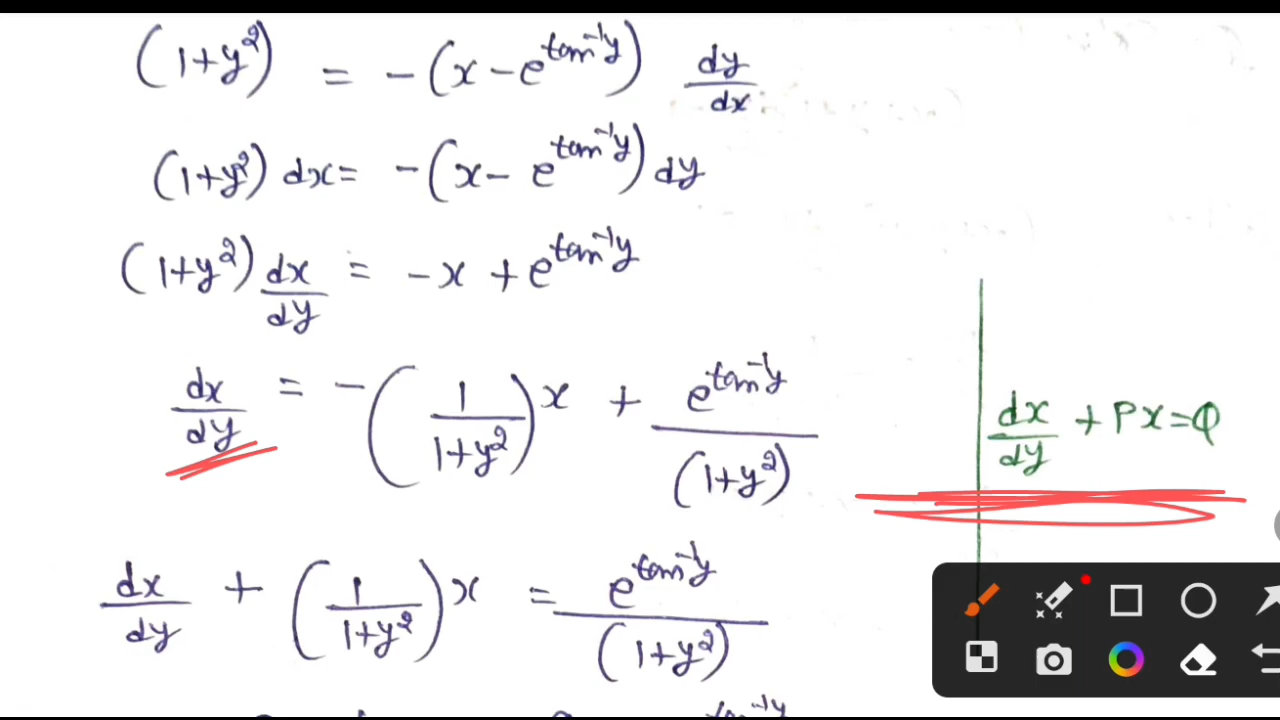 (1+y²) = -(x-e^{tan⁻¹y}) dy/dx
(1+y²) dx = -(x- e^{tan⁻¹y}) dy
(1+y²) dx/dy = -x + e^{tan⁻¹y}
dx/dy = -(1/(1+y²)) x + e^{tan⁻¹y}/(1+y²)
dx/dy + Px = Q
dx/dy + (1/(1+y²)) x = e^{tan⁻¹y}/(1+y²)
tan⁻¹y